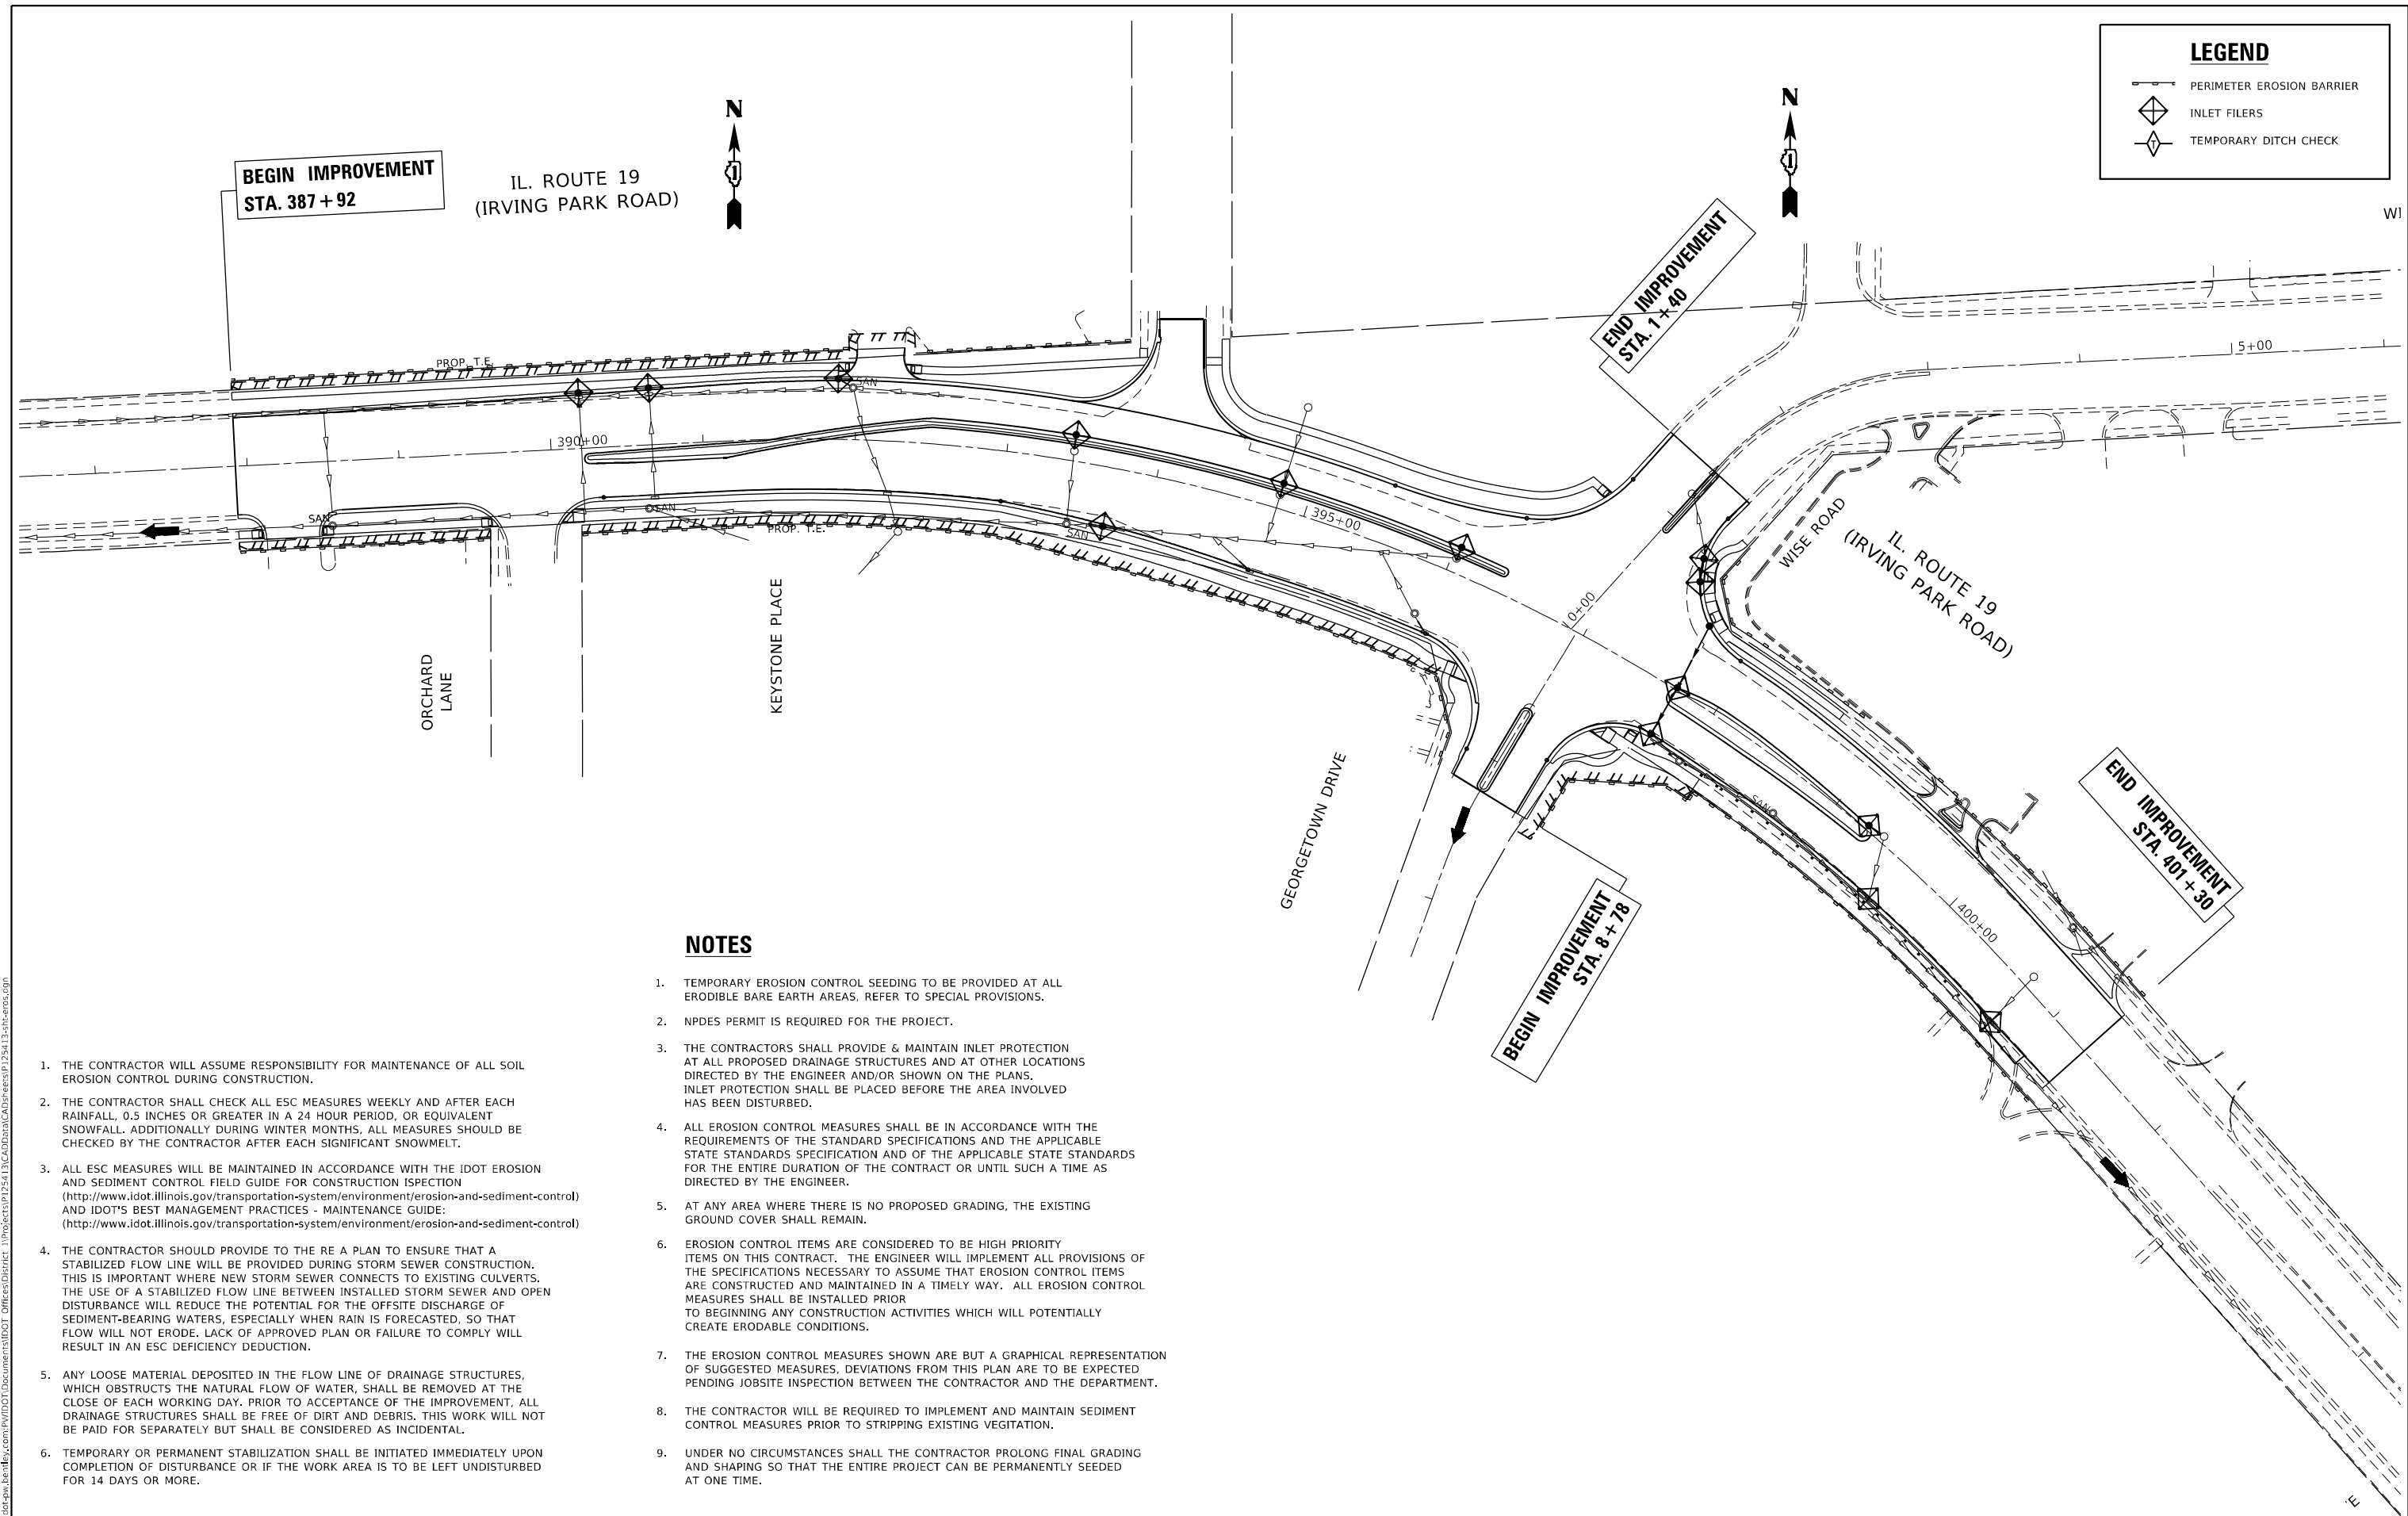 LEGEND
PERIMETER EROSION BARRIER
INLET FILERS
TEMPORARY DITCH CHECK
N
N
BEGIN IMPROVEMENT
STA. 387+92
IL. ROUTE 19
(IRVING PARK ROAD)
END IMPROVEMENT
STA. 1+40
5+00
PROP. T.E.
SAN
390+00
SAN
SAN
PROP. T.E.
SAN
395+00
0+00
WISE ROAD
IL. ROUTE 19
(IRVING PARK ROAD)
ORCHARD
LANE
KEYSTONE PLACE
GEORGETOWN DRIVE
SAN
END IMPROVEMENT
STA. 401+30
400+00
BEGIN IMPROVEMENT
STA. 8+78
1. THE CONTRACTOR WILL ASSUME RESPONSIBILITY FOR MAINTENANCE OF ALL SOIL
EROSION CONTROL DURING CONSTRUCTION.
2. THE CONTRACTOR SHALL CHECK ALL ESC MEASURES WEEKLY AND AFTER EACH
RAINFALL, 0.5 INCHES OR GREATER IN A 24 HOUR PERIOD, OR EQUIVALENT
SNOWFALL. ADDITIONALLY DURING WINTER MONTHS, ALL MEASURES SHOULD BE
CHECKED BY THE CONTRACTOR AFTER EACH SIGNIFICANT SNOWMELT.
3. ALL ESC MEASURES WILL BE MAINTAINED IN ACCORDANCE WITH THE IDOT EROSION
AND SEDIMENT CONTROL FIELD GUIDE FOR CONSTRUCTION ISPECTION
(http://www.idot.illinois.gov/transportation-system/environment/erosion-and-sediment-control)
AND IDOT'S BEST MANAGEMENT PRACTICES - MAINTENANCE GUIDE:
(http://www.idot.illinois.gov/transportation-system/environment/erosion-and-sediment-control)
4. THE CONTRACTOR SHOULD PROVIDE TO THE RE A PLAN TO ENSURE THAT A
STABILIZED FLOW LINE WILL BE PROVIDED DURING STORM SEWER CONSTRUCTION.
THIS IS IMPORTANT WHERE NEW STORM SEWER CONNECTS TO EXISTING CULVERTS.
THE USE OF A STABILIZED FLOW LINE BETWEEN INSTALLED STORM SEWER AND OPEN
DISTURBANCE WILL REDUCE THE POTENTIAL FOR THE OFFSITE DISCHARGE OF
SEDIMENT-BEARING WATERS, ESPECIALLY WHEN RAIN IS FORECASTED, SO THAT
FLOW WILL NOT ERODE. LACK OF APPROVED PLAN OR FAILURE TO COMPLY WILL
RESULT IN AN ESC DEFICIENCY DEDUCTION.
5. ANY LOOSE MATERIAL DEPOSITED IN THE FLOW LINE OF DRAINAGE STRUCTURES,
WHICH OBSTRUCTS THE NATURAL FLOW OF WATER, SHALL BE REMOVED AT THE
CLOSE OF EACH WORKING DAY. PRIOR TO ACCEPTANCE OF THE IMPROVEMENT, ALL
DRAINAGE STRUCTURES SHALL BE FREE OF DIRT AND DEBRIS. THIS WORK WILL NOT
BE PAID FOR SEPARATELY BUT SHALL BE CONSIDERED AS INCIDENTAL.
6. TEMPORARY OR PERMANENT STABILIZATION SHALL BE INITIATED IMMEDIATELY UPON
COMPLETION OF DISTURBANCE OR IF THE WORK AREA IS TO BE LEFT UNDISTURBED
FOR 14 DAYS OR MORE.
NOTES
1. TEMPORARY EROSION CONTROL SEEDING TO BE PROVIDED AT ALL
ERODIBLE BARE EARTH AREAS, REFER TO SPECIAL PROVISIONS.
2. NPDES PERMIT IS REQUIRED FOR THE PROJECT.
3. THE CONTRACTORS SHALL PROVIDE & MAINTAIN INLET PROTECTION
AT ALL PROPOSED DRAINAGE STRUCTURES AND AT OTHER LOCATIONS
DIRECTED BY THE ENGINEER AND/OR SHOWN ON THE PLANS.
INLET PROTECTION SHALL BE PLACED BEFORE THE AREA INVOLVED
HAS BEEN DISTURBED.
4. ALL EROSION CONTROL MEASURES SHALL BE IN ACCORDANCE WITH THE
REQUIREMENTS OF THE STANDARD SPECIFICATIONS AND THE APPLICABLE
STATE STANDARDS SPECIFICATION AND OF THE APPLICABLE STATE STANDARDS
FOR THE ENTIRE DURATION OF THE CONTRACT OR UNTIL SUCH A TIME AS
DIRECTED BY THE ENGINEER.
5. AT ANY AREA WHERE THERE IS NO PROPOSED GRADING, THE EXISTING
GROUND COVER SHALL REMAIN.
6. EROSION CONTROL ITEMS ARE CONSIDERED TO BE HIGH PRIORITY
ITEMS ON THIS CONTRACT. THE ENGINEER WILL IMPLEMENT ALL PROVISIONS OF
THE SPECIFICATIONS NECESSARY TO ASSUME THAT EROSION CONTROL ITEMS
ARE CONSTRUCTED AND MAINTAINED IN A TIMELY WAY. ALL EROSION CONTROL
MEASURES SHALL BE INSTALLED PRIOR
TO BEGINNING ANY CONSTRUCTION ACTIVITIES WHICH WILL POTENTIALLY
CREATE ERODABLE CONDITIONS.
7. THE EROSION CONTROL MEASURES SHOWN ARE BUT A GRAPHICAL REPRESENTATION
OF SUGGESTED MEASURES, DEVIATIONS FROM THIS PLAN ARE TO BE EXPECTED
PENDING JOBSITE INSPECTION BETWEEN THE CONTRACTOR AND THE DEPARTMENT.
8. THE CONTRACTOR WILL BE REQUIRED TO IMPLEMENT AND MAINTAIN SEDIMENT
CONTROL MEASURES PRIOR TO STRIPPING EXISTING VEGITATION.
9. UNDER NO CIRCUMSTANCES SHALL THE CONTRACTOR PROLONG FINAL GRADING
AND SHAPING SO THAT THE ENTIRE PROJECT CAN BE PERMANENTLY SEEDED
AT ONE TIME.